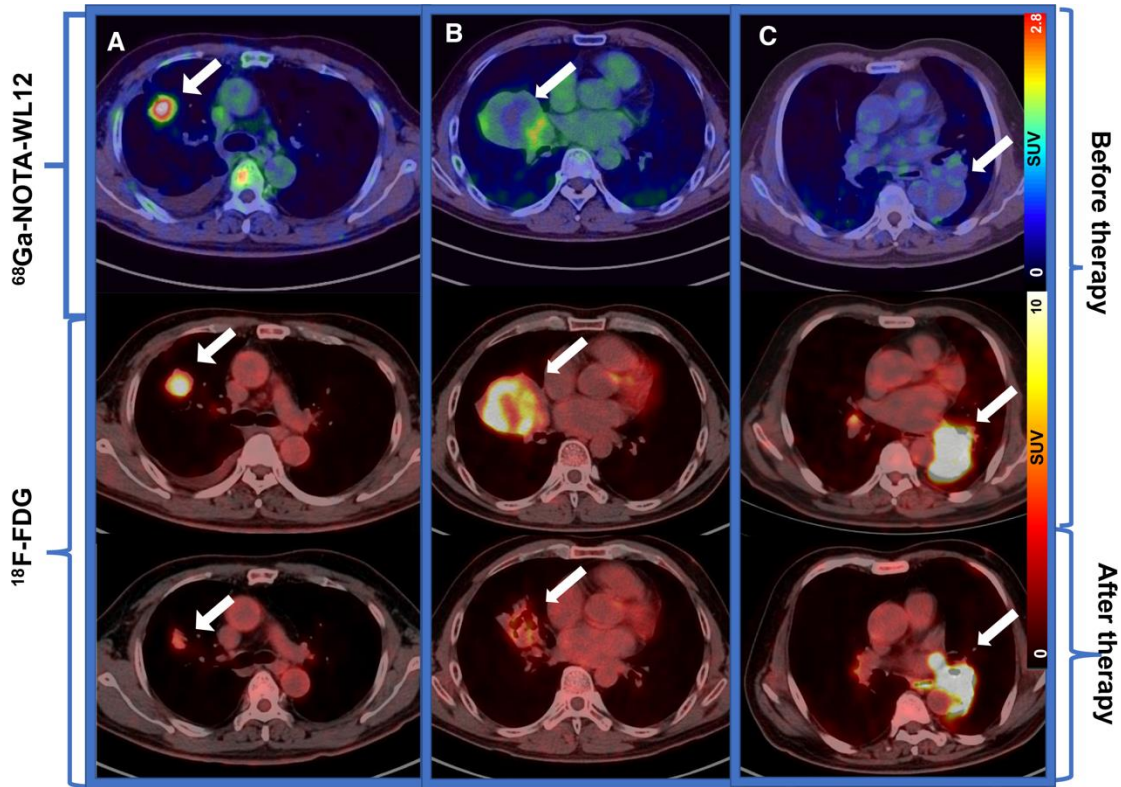 A
B
C
2.8
SUV
0
10
SUV
0
⁶⁸Ga-NOTA-WL12
¹⁸F-FDG
Before therapy
After therapy